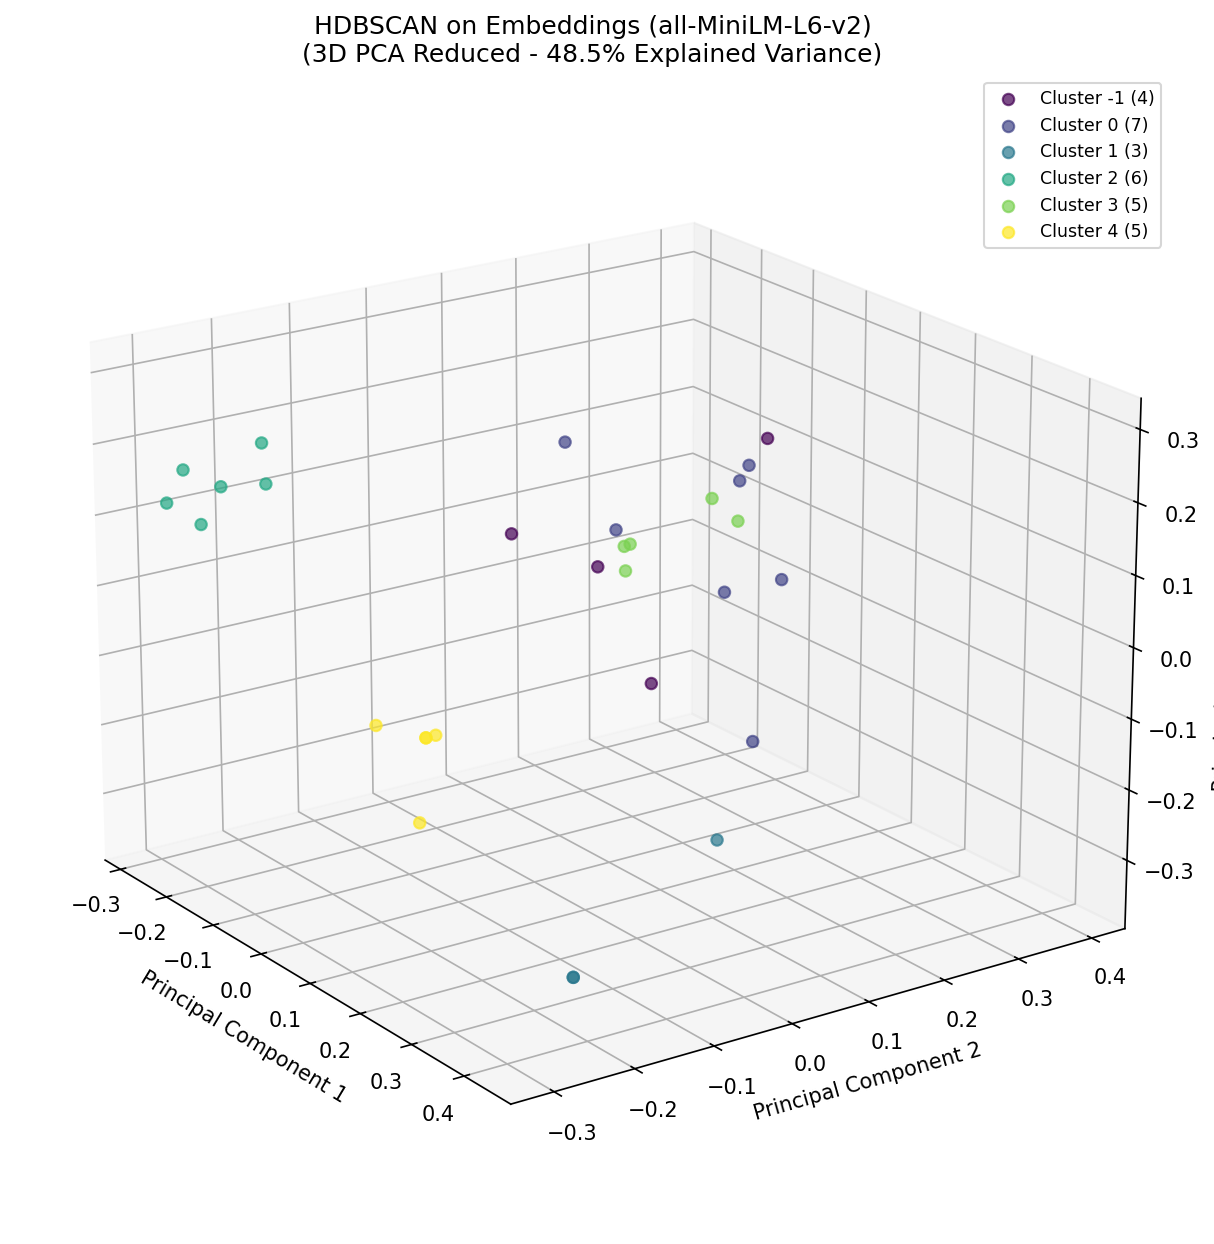 HDBSCAN on Embeddings (all-MiniLM-L6-v2)
(3D PCA Reduced - 48.5% Explained Variance)
Cluster -1 (4)
Cluster 0 (7)
Cluster 1 (3)
Cluster 2 (6)
Cluster 3 (5)
Cluster 4 (5)
0.3
0.2
0.1
0.0
−0.1
−0.2
−0.3
−0.3
−0.2
−0.1
0.0
0.1
0.2
0.3
0.4
Principal Component 1
−0.3
−0.2
−0.1
0.0
0.1
0.2
0.3
0.4
Principal Component 2